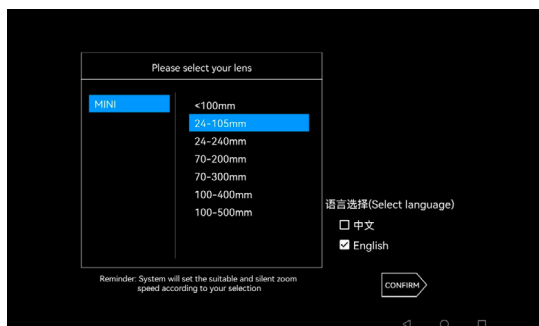 Please select your lens
MINI
<100mm
24-105mm
24-240mm
70-200mm
70-300mm
100-400mm
100-500mm
语言选择(Select language)
中文
English
Reminder: System will set the suitable and silent zoom
speed according to your selection
CONFIRM